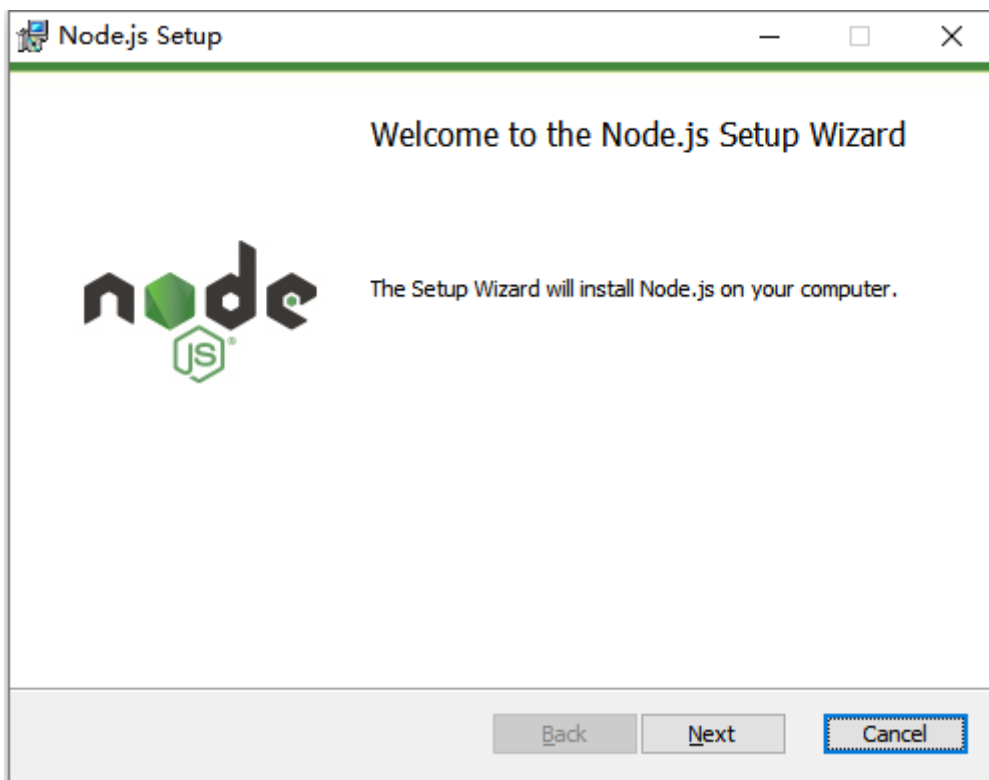 Node.js Setup
Welcome to the Node.js Setup Wizard
node
JS®
The Setup Wizard will install Node.js on your computer.
Back
Next
Cancel